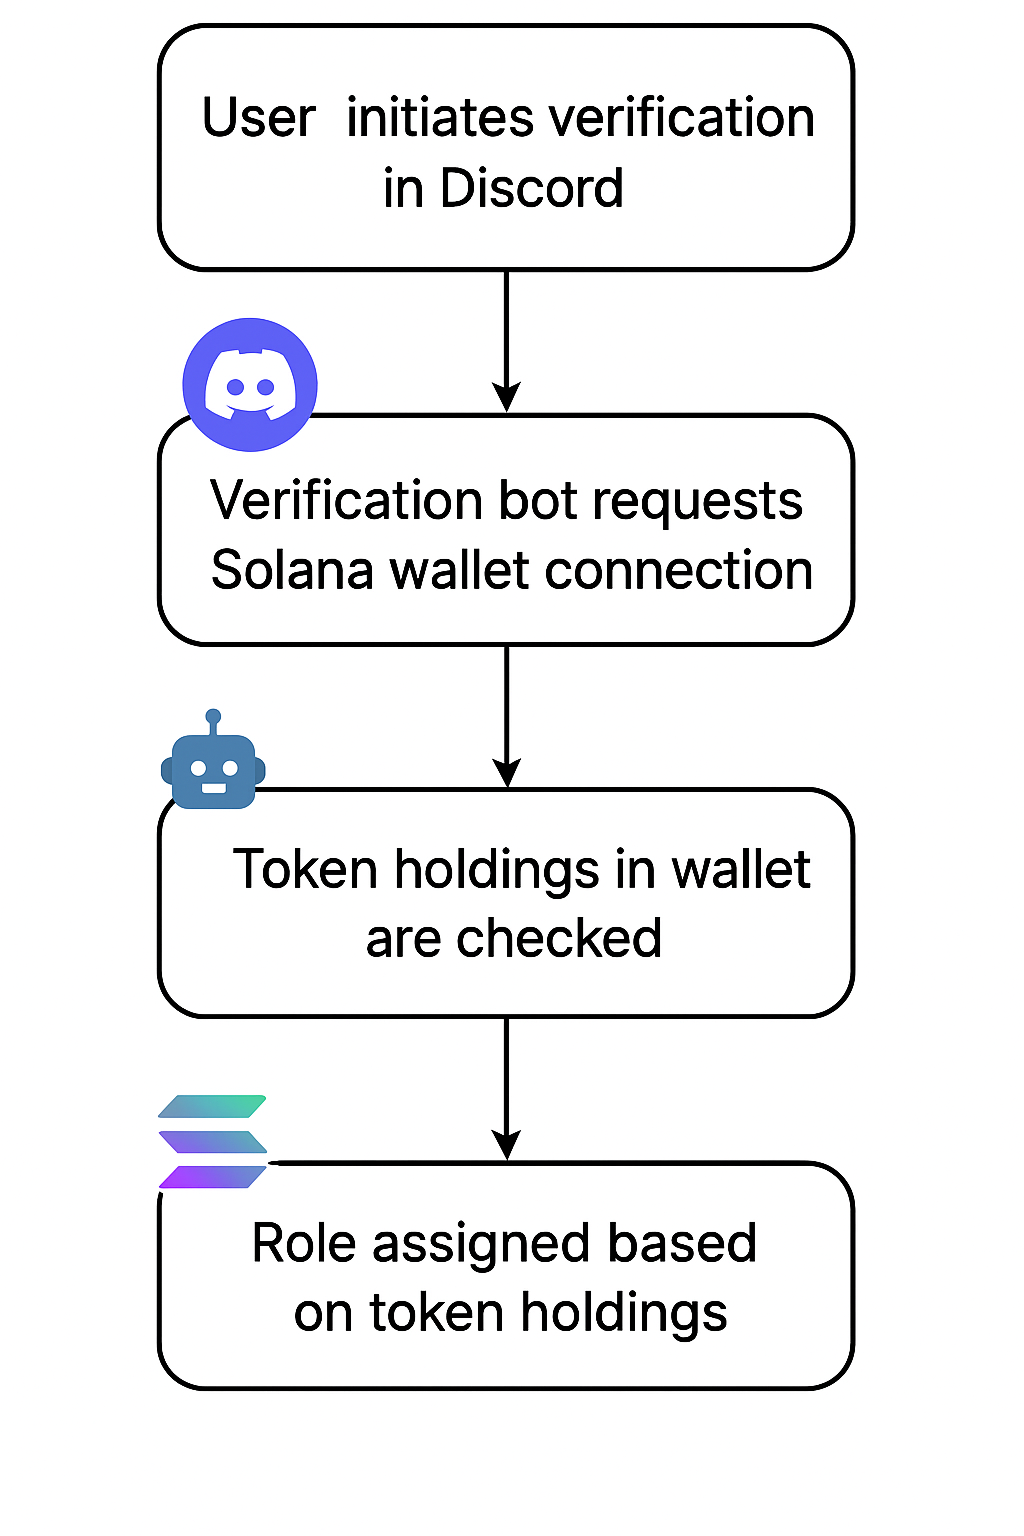 User initiates verification
in Discord
Verification bot requests
Solana wallet connection
Token holdings in wallet
are checked
Role assigned based
on token holdings